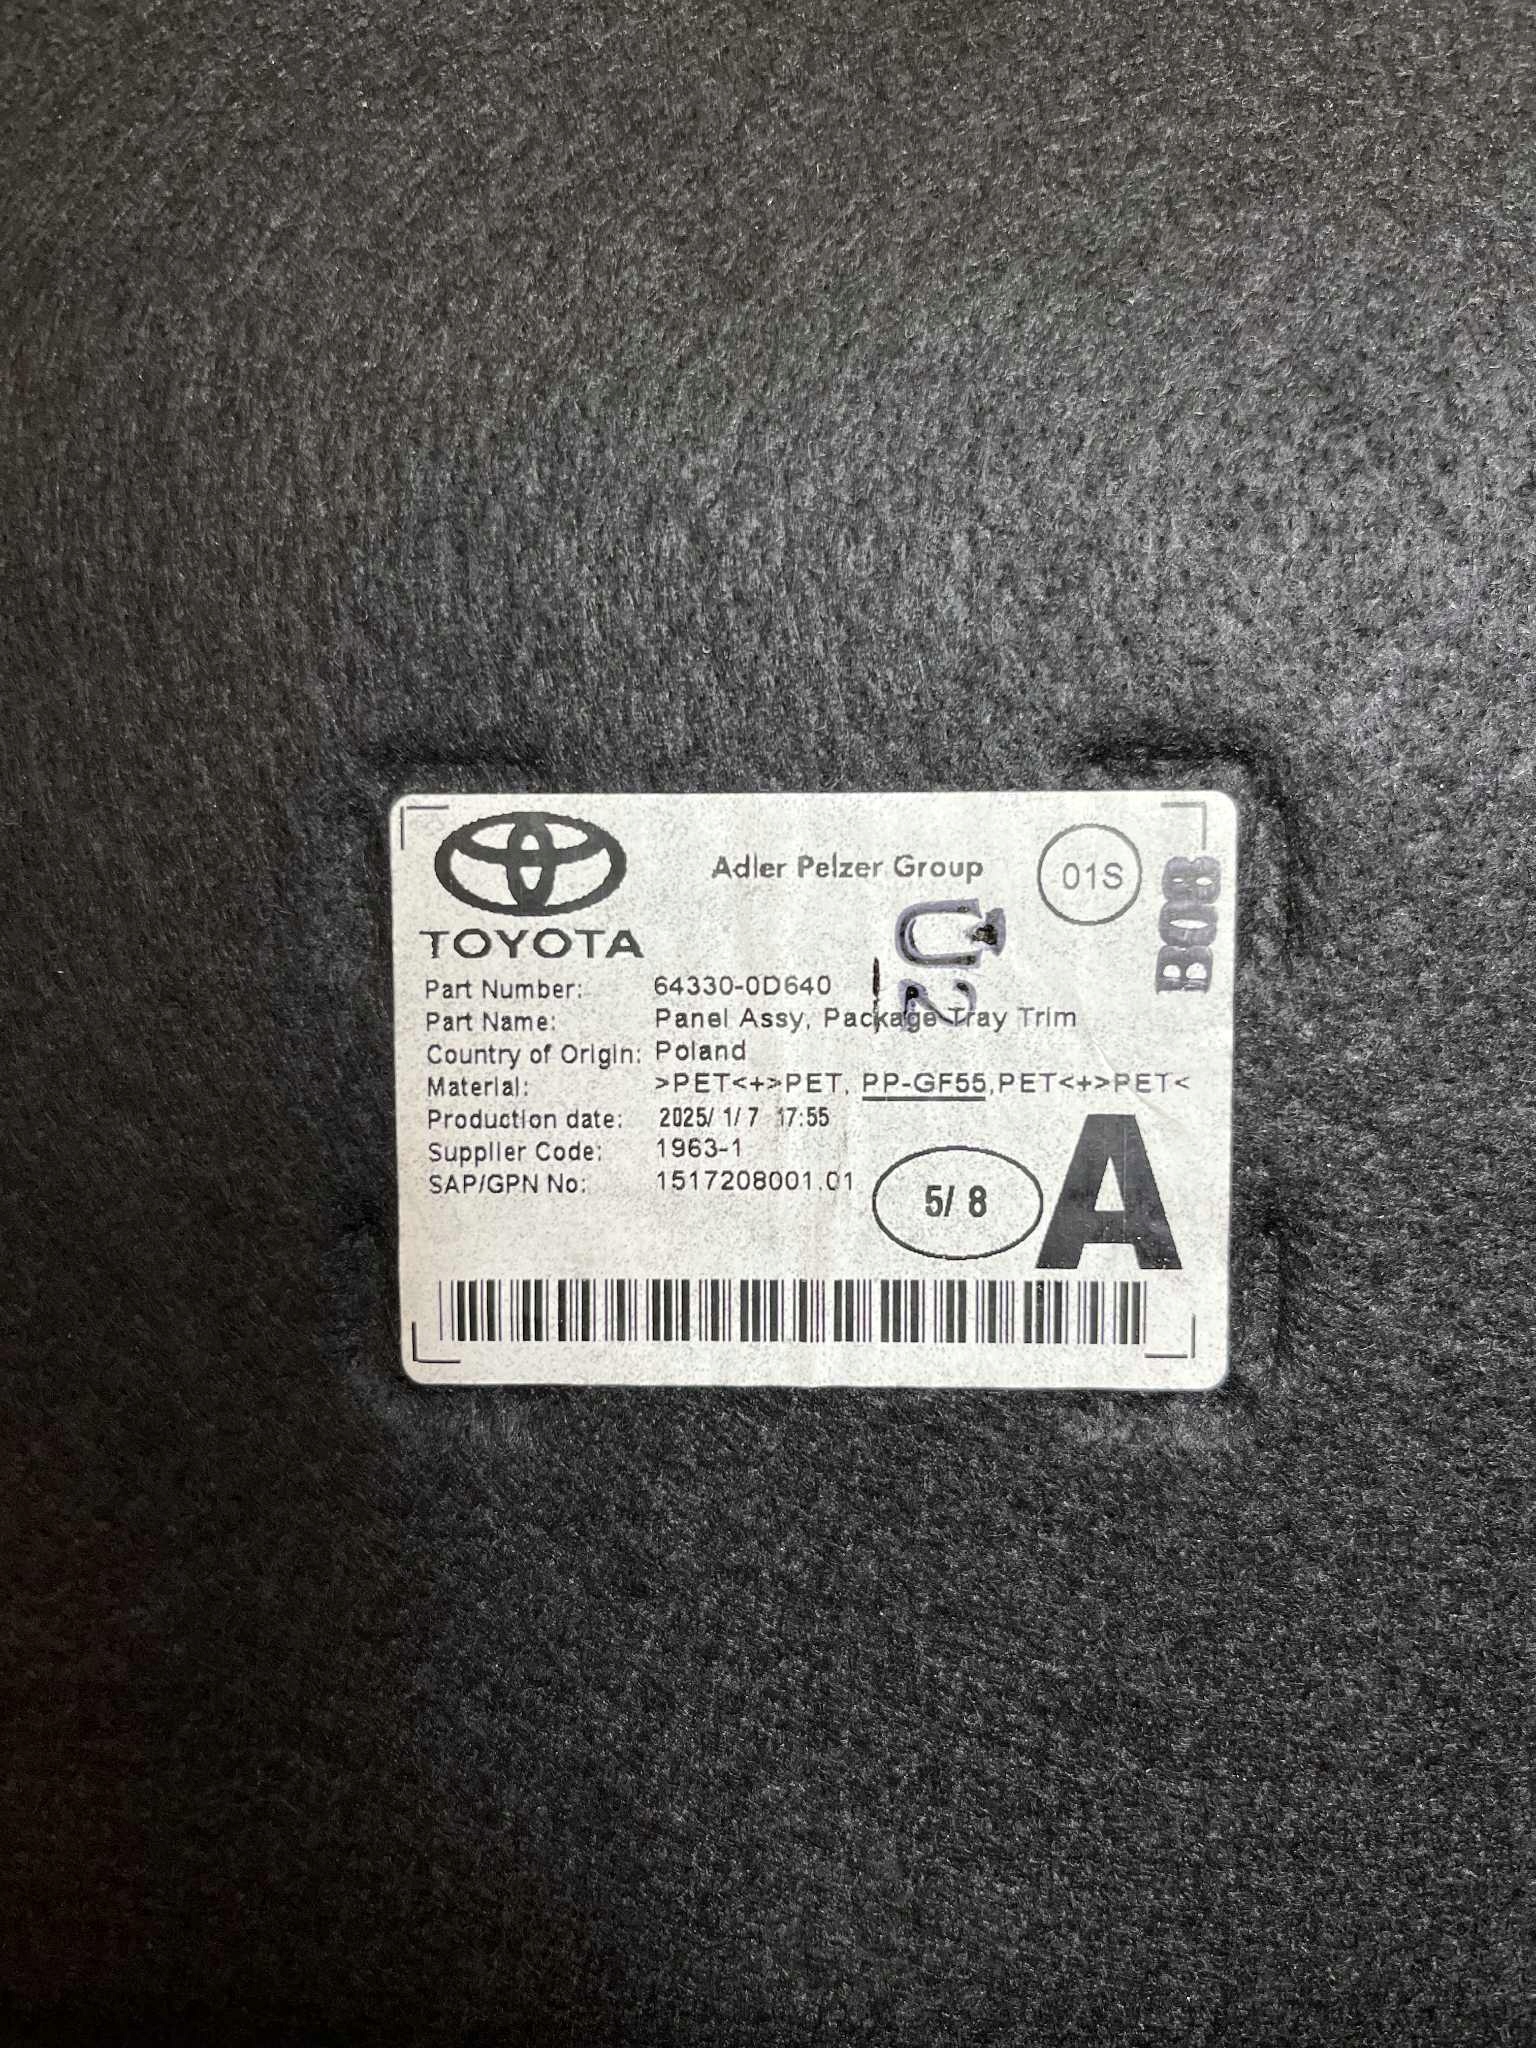 TOYOTA
Adler Pelzer Group
01S
B08
Part Number: 64330-0D640
Part Name: Panel Assy, Package Tray Trim
Country of Origin: Poland
Material: >PET<+>PET, PP-GF55,PET<+>PET<
Production date: 2025/ 1/ 7 17:55
Supplier Code: 1963-1
SAP/GPN No: 1517208001.01
5/ 8
A